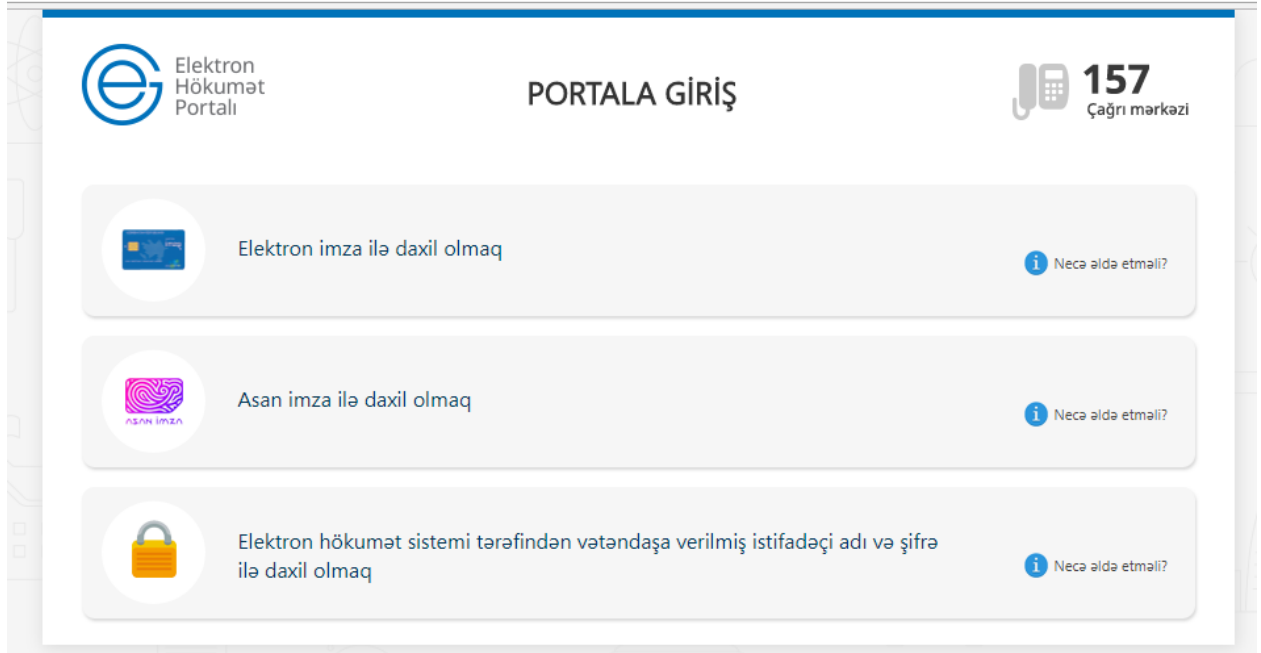 Elektron
Hökumət
Portalı
PORTALA GİRİŞ
157
Çağrı mərkəzi
Elektron imza ilə daxil olmaq
Necə əldə etməli?
Asan imza ilə daxil olmaq
ASAN İMZA
Necə əldə etməli?
Elektron hökumət sistemi tərəfindən vətəndaşa verilmiş istifadəçi adı və şifrə
ilə daxil olmaq
Necə əldə etməli?